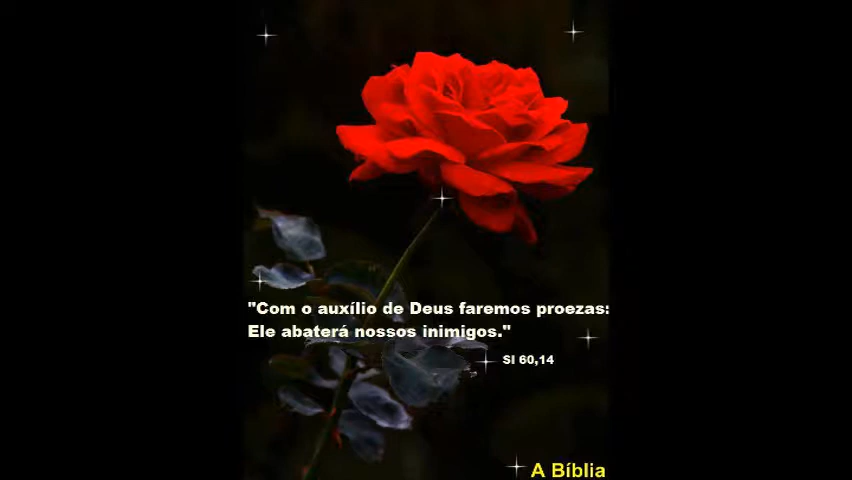 "Com o auxílio de Deus faremos proezas:
Ele abaterá nossos inimigos."
Sl 60,14
A Bíblia